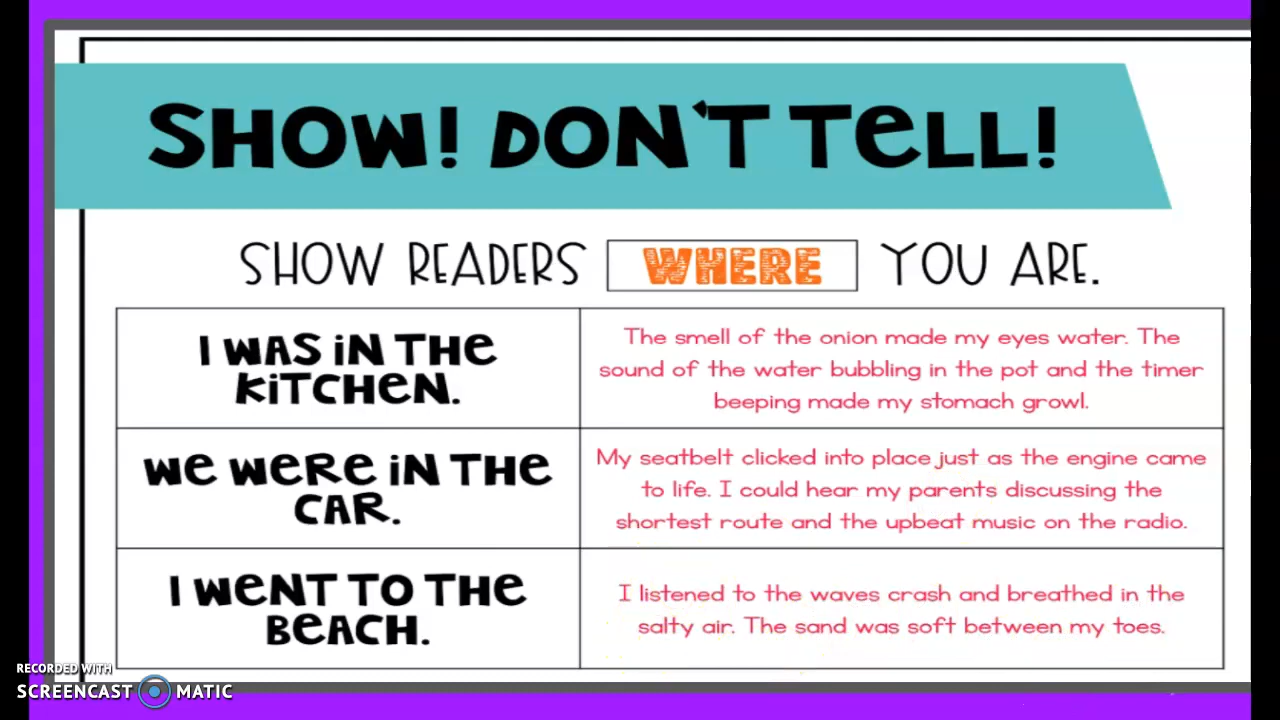 SHOW! DON'T TELL!
SHOW READERS WHERE YOU ARE.
I WAS IN THE
KITCHEN.
The smell of the onion made my eyes water. The
sound of the water bubbling in the pot and the timer
beeping made my stomach growl.
WE WERE IN THE
CAR.
My seatbelt clicked into place just as the engine came
to life. I could hear my parents discussing the
shortest route and the upbeat music on the radio.
I WENT TO THE
BEACH.
I listened to the waves crash and breathed in the
salty air. The sand was soft between my toes.
RECORDED WITH
SCREENCAST MATIC